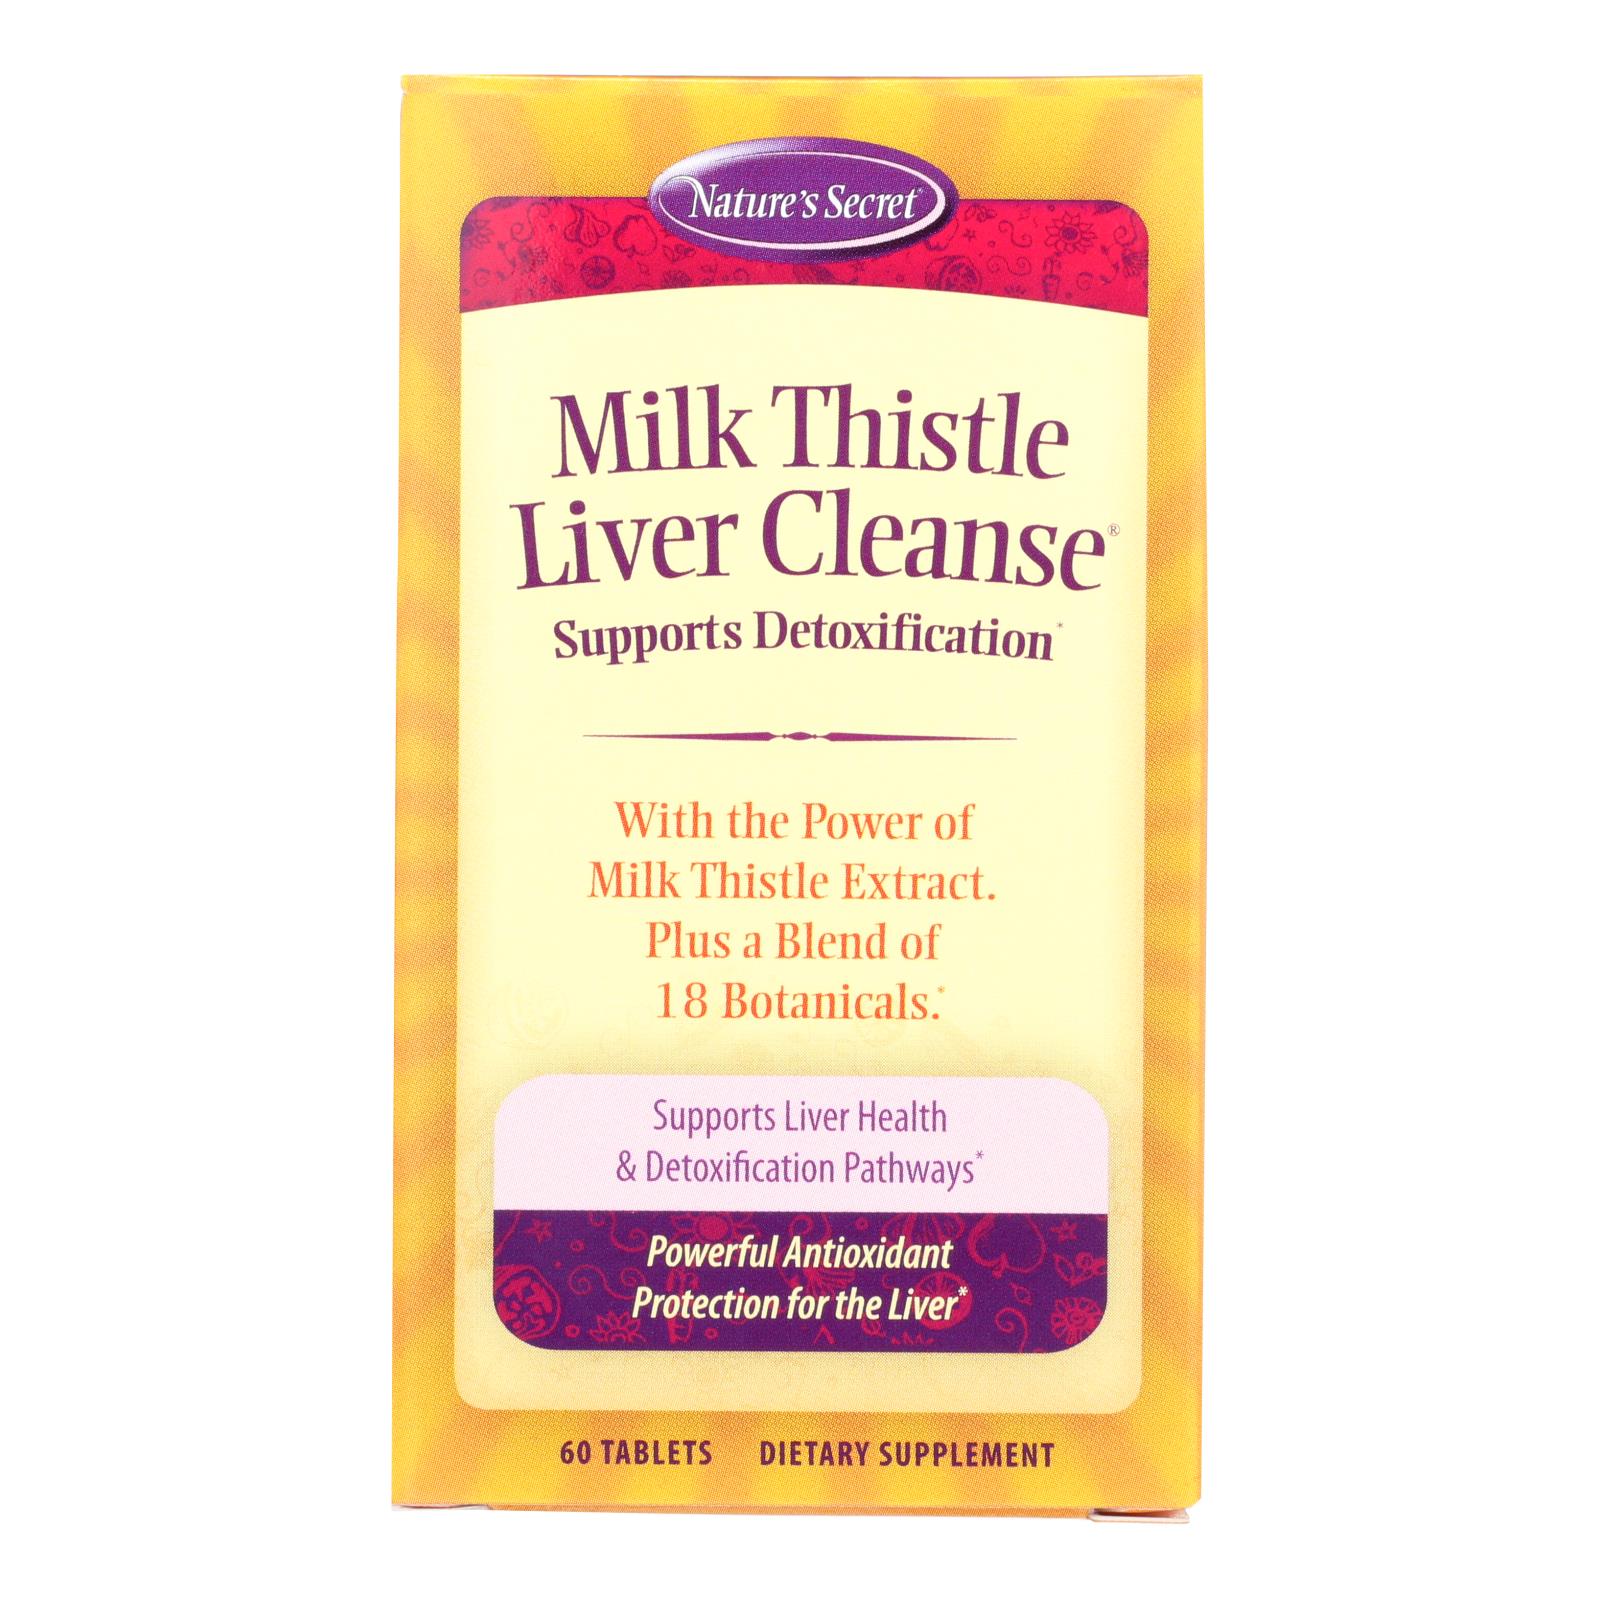 Nature's Secret®
Milk Thistle
Liver Cleanse®
Supports Detoxification*
With the Power of
Milk Thistle Extract.
Plus a Blend of
18 Botanicals.*
Supports Liver Health
& Detoxification Pathways*
Powerful Antioxidant
Protection for the Liver*
60 TABLETS DIETARY SUPPLEMENT